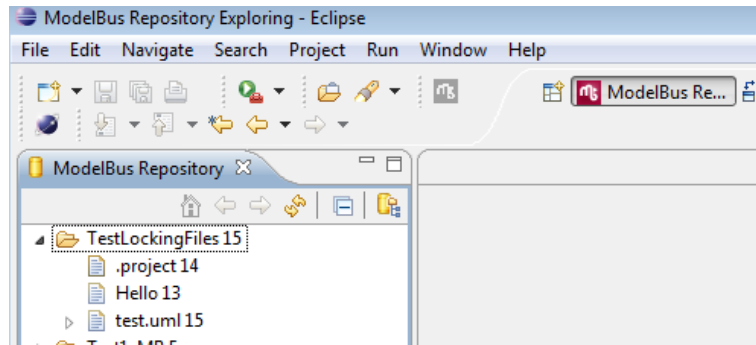 ModelBus Repository Exploring - Eclipse
File Edit Navigate Search Project Run Window Help
ModelBus Re...
ModelBus Repository
TestLockingFiles 15
.project 14
Hello 13
test.uml 15